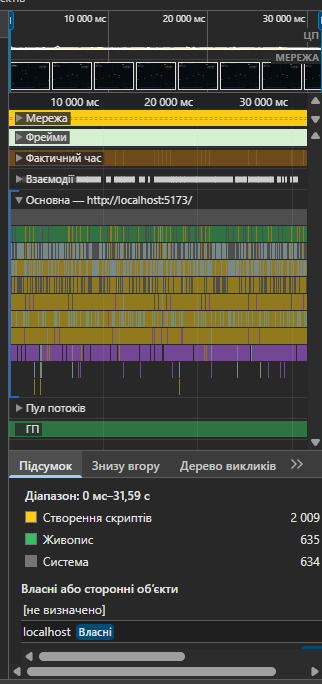 10 000 мс
20 000 мс
30 000 мс
ЦП
МЕРЕЖА
10 000 мс
20 000 мс
30 000 мс
Мережа
Фрейми
Фактичний час
Взаємодії
Основна — http://localhost:5173/
Пул потоків
ГП
Підсумок
Знизу вгору
Дерево викликів
Діапазон: 0 мс–31,59 с
Створення скриптів 2 009
Живопис 635
Система 634
Власні або сторонні об’єкти
[не визначено]
localhost Власні